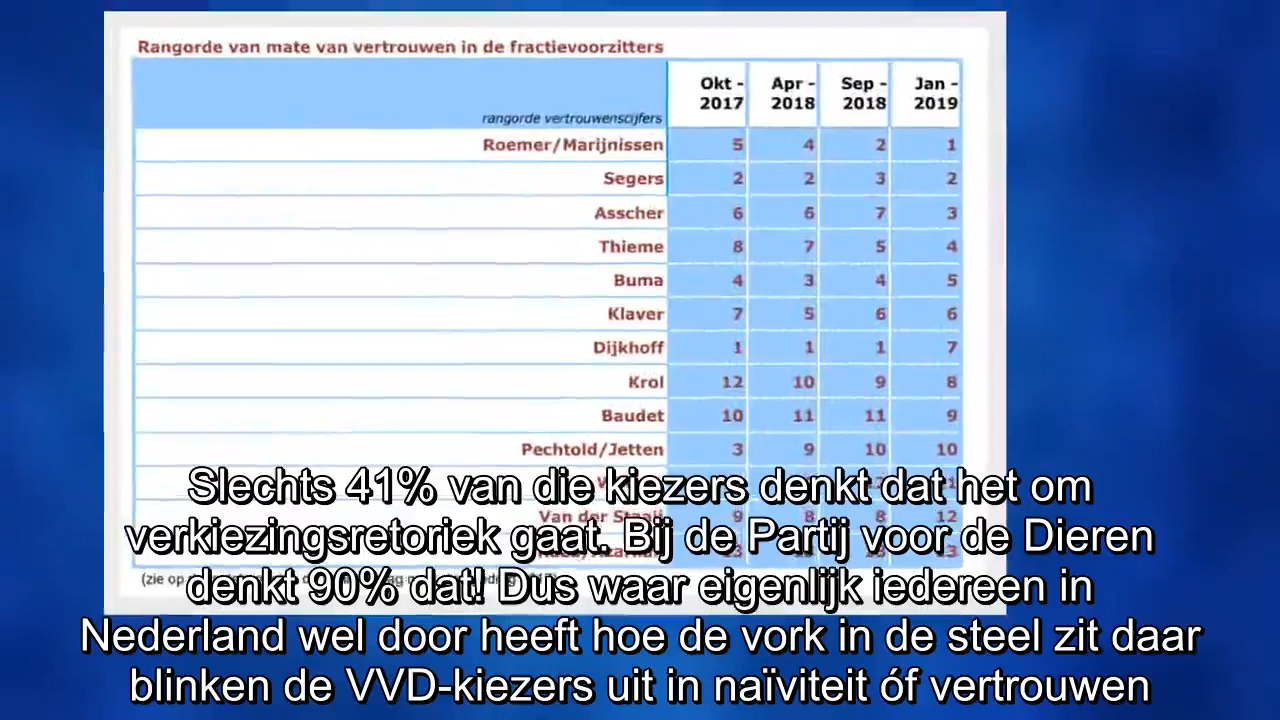 Rangorde van mate van vertrouwen in de fractievoorzitters
rangorde vertrouwenscijfers Okt - 2017 Apr - 2018 Sep - 2018 Jan - 2019
Roemer/Marijnissen 5 4 2 1
Segers 2 2 3 2
Asscher 6 6 7 3
Thieme 8 7 5 4
Buma 4 3 4 5
Klaver 7 5 6 6
Dijkhoff 1 1 1 7
Krol 12 10 9 8
Baudet 10 11 11 9
Pechtold/Jetten 3 9 10 10
Van der Staaij 9 8 8 12
(zie op
Slechts 41% van die kiezers denkt dat het om
verkiezingsretoriek gaat. Bij de Partij voor de Dieren
denkt 90% dat! Dus waar eigenlijk iedereen in
Nederland wel door heeft hoe de vork in de steel zit daar
blinken de VVD-kiezers uit in naïviteit óf vertrouwen